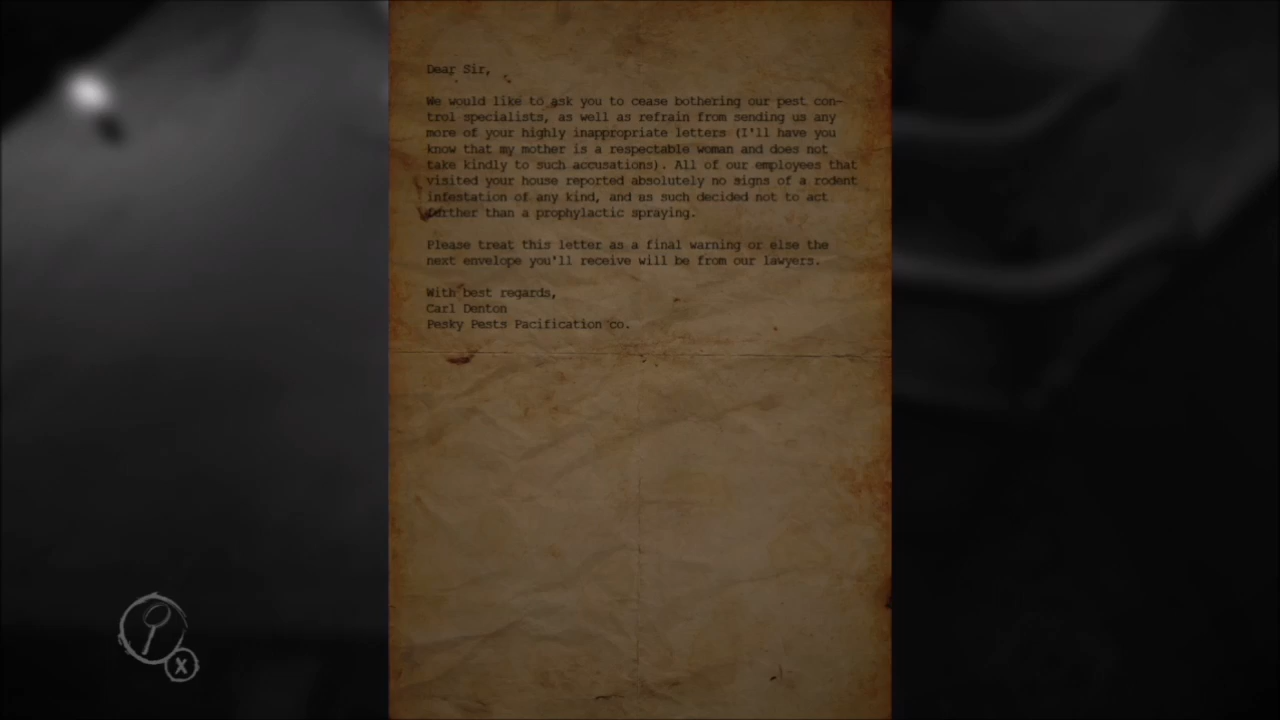 Dear Sir,
We would like to ask you to cease bothering our pest con-
trol specialists, as well as refrain from sending us any
more of your highly inappropriate letters (I'll have you
know that my mother is a respectable woman and does not
take kindly to such accusations). All of our employees that
visited your house reported absolutely no signs of a rodent
infestation of any kind, and as such decided not to act
further than a prophylactic spraying.
Please treat this letter as a final warning or else the
next envelope you'll receive will be from our lawyers.
With best regards,
Carl Denton
Pesky Pests Pacification co.
X